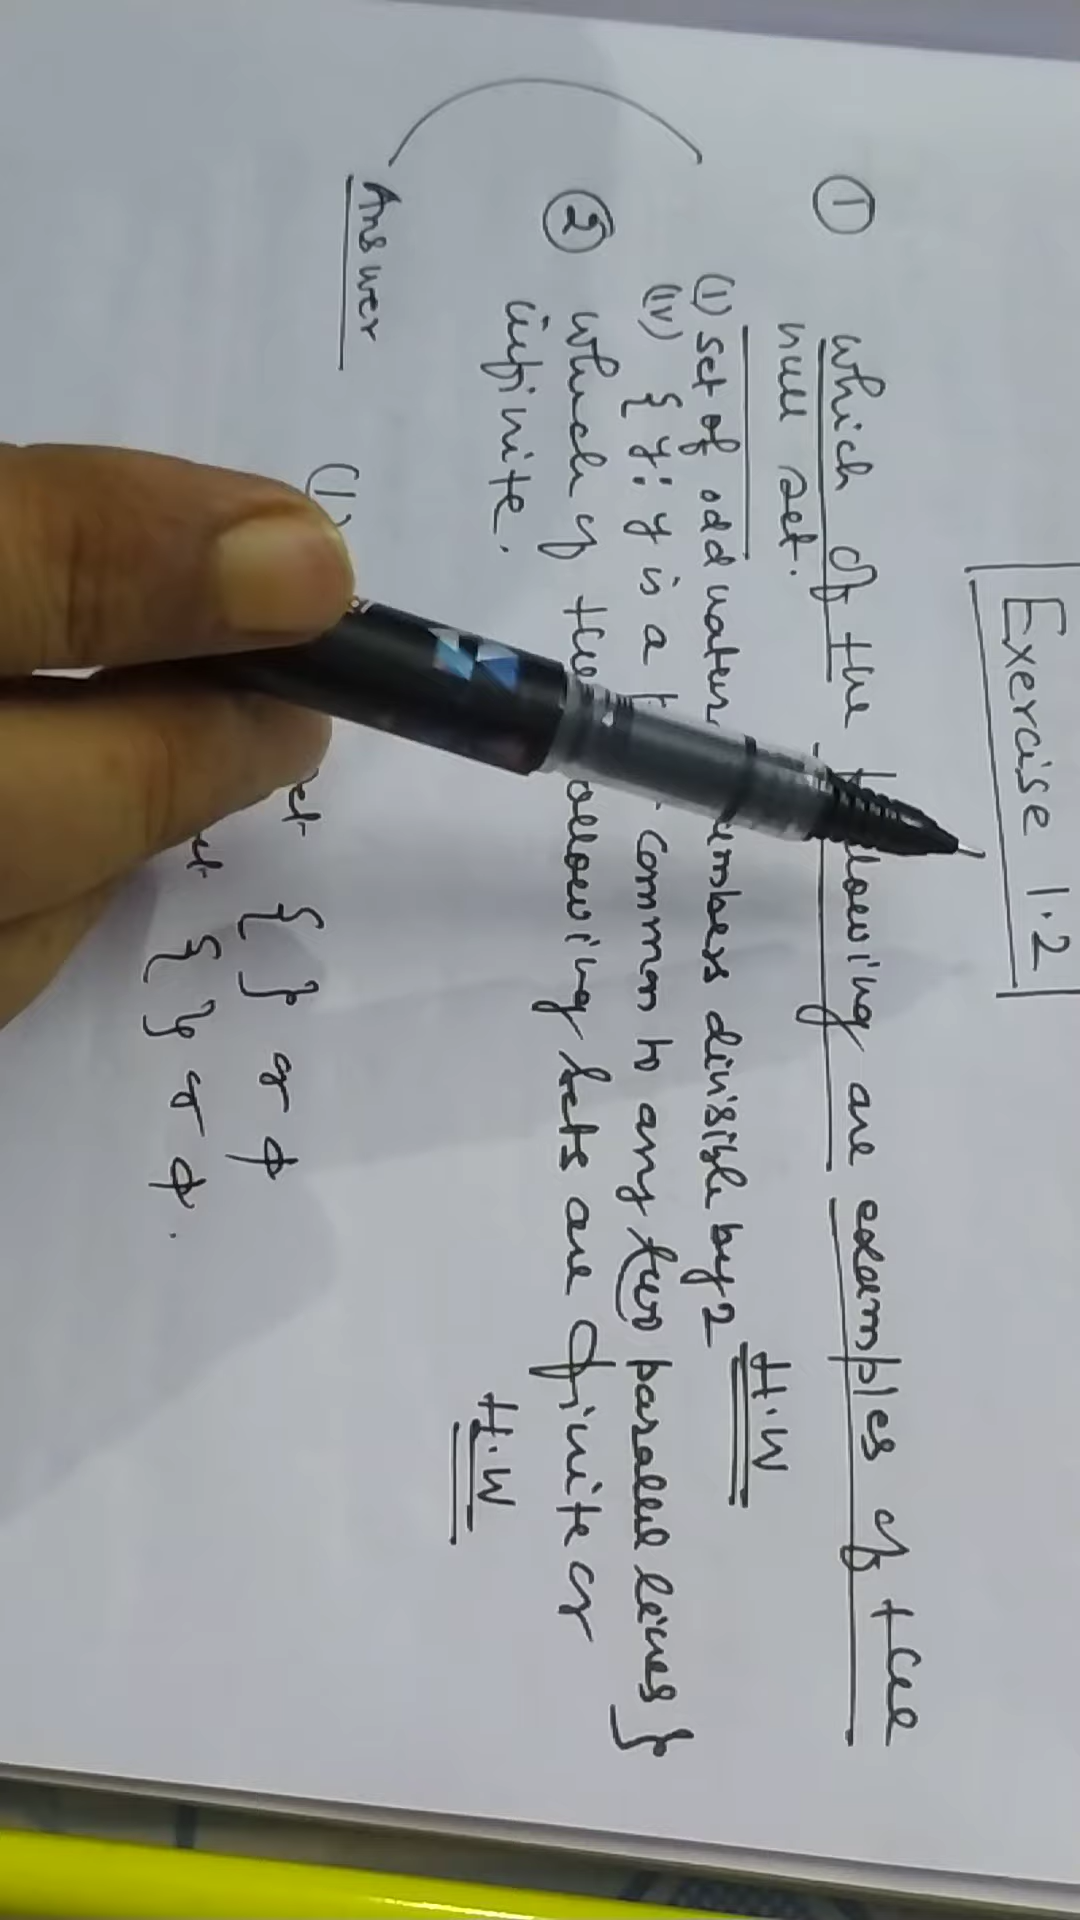 Exercise 1.2
① which of the following are examples of the
null set.
H.W
(i) set of odd natural numbers divisible by 2
(iv) { y : y is a common to any two parallel lines }
② which of the following sets are finite or
infinite.
H.W
Answer
(i) { } or φ
{ } or φ.